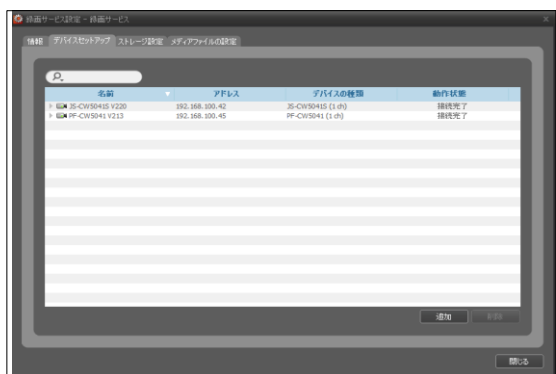 録画サービス設定 - 録画サービス
情報 デバイスセットアップ ストレージ設定 メディアファイルの設定
名前 アドレス デバイスの種類 動作状態
JS-CW5041S V220 192.168.100.42 JS-CW5041S (1 ch) 接続完了
PF-CW5041 V213 192.168.100.45 PF-CW5041 (1 ch) 接続完了
追加 削除
閉じる